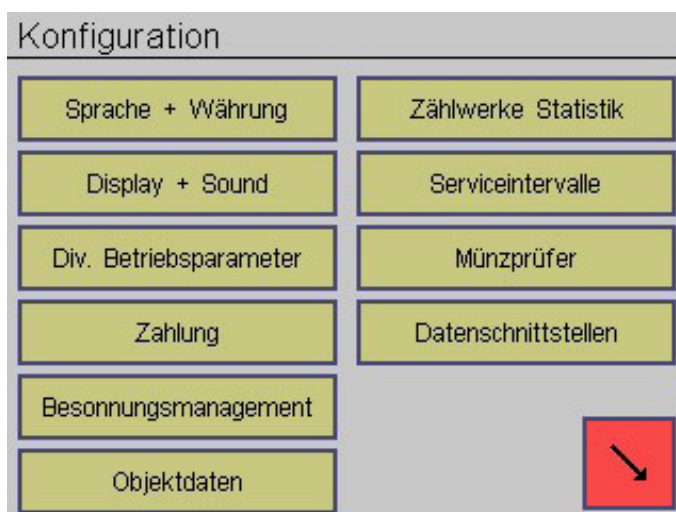 Konfiguration
Sprache + Währung
Zählwerke Statistik
Display + Sound
Serviceintervalle
Div. Betriebsparameter
Münzprüfer
Zahlung
Datenschnittstellen
Besonnungsmanagement
Objektdaten